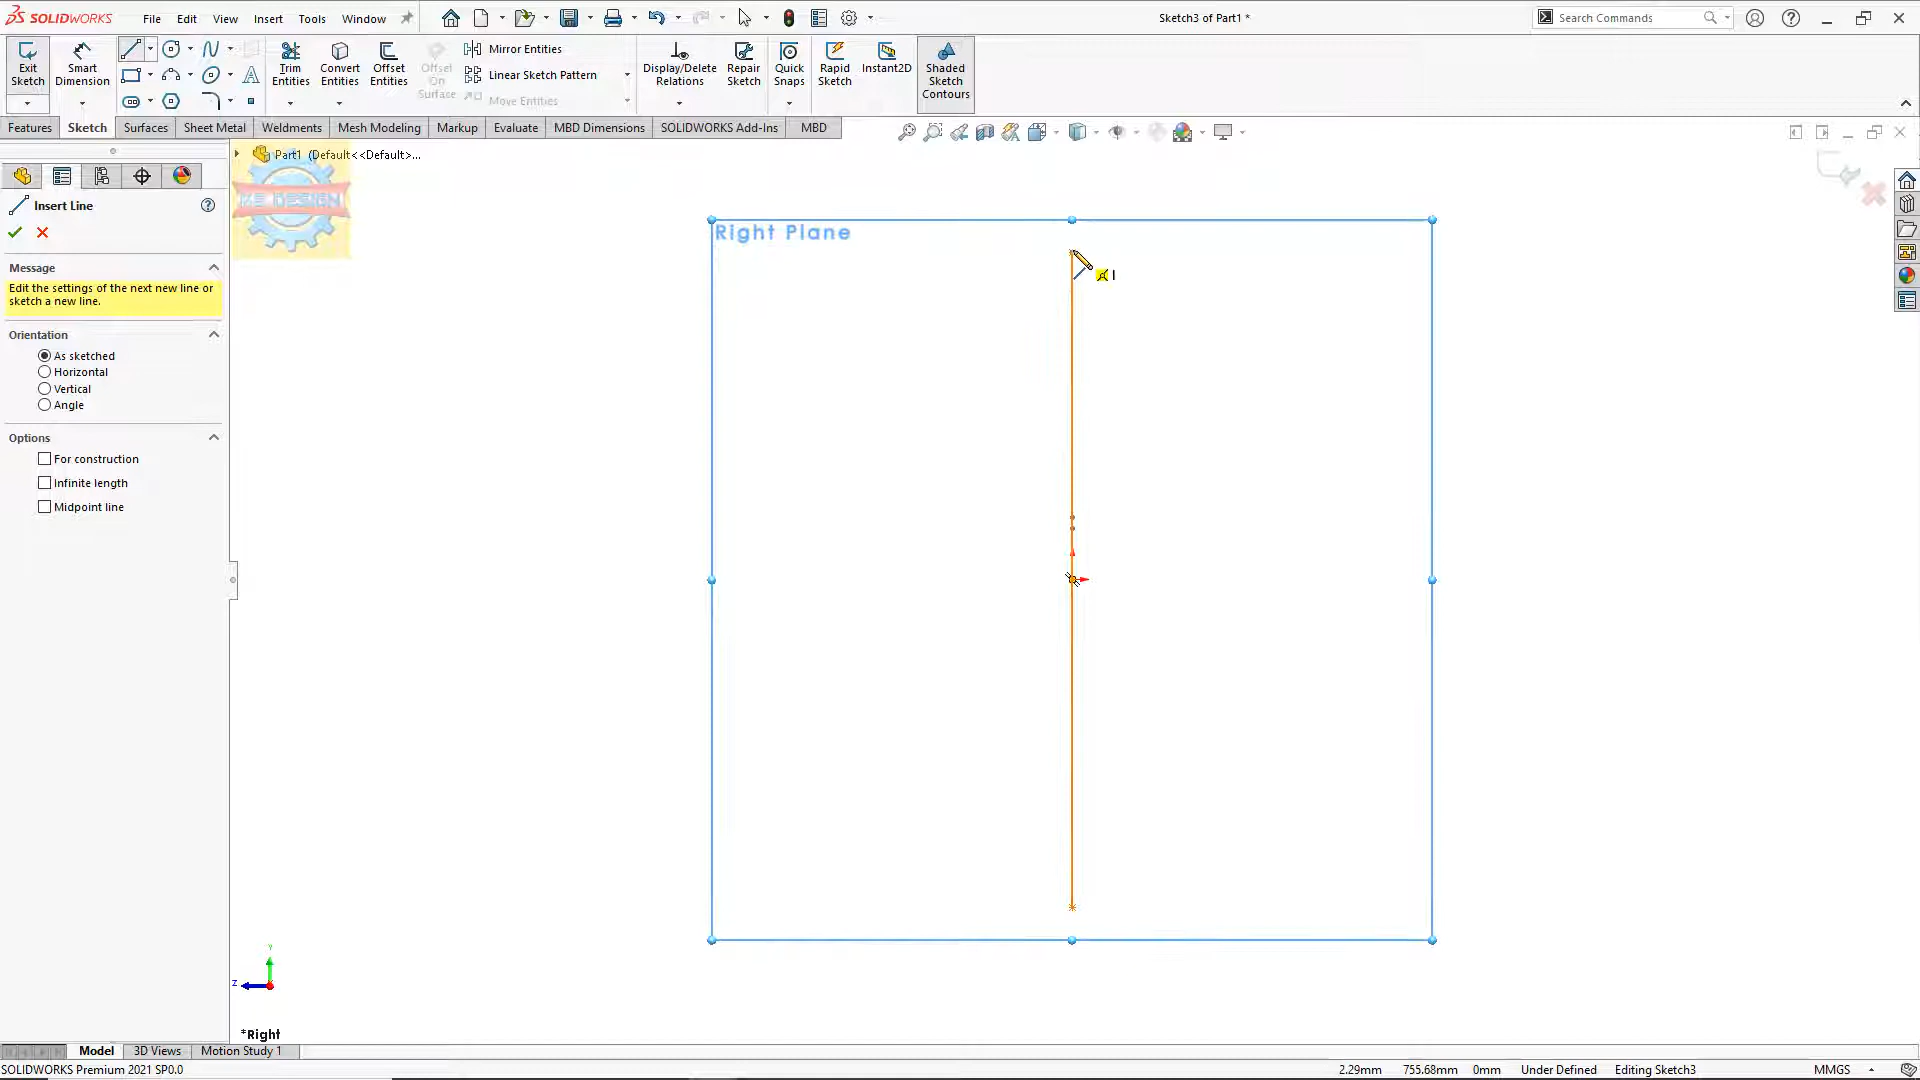 SOLIDWORKS
File Edit View Insert Tools Window
Sketch3 of Part1 *
Search Commands
Exit Sketch
Smart Dimension
Trim Entities
Convert Entities
Offset Entities
Offset On Surface
Mirror Entities
Linear Sketch Pattern
Move Entities
Display/Delete Relations
Repair Sketch
Quick Snaps
Rapid Sketch
Instant2D
Shaded Sketch Contours
Features Sketch Surfaces Sheet Metal Weldments Mesh Modeling Markup Evaluate MBD Dimensions SOLIDWORKS Add-Ins MBD
Part1 (Default<<Default>...
DESIGN
Insert Line
Message
Edit the settings of the next new line or
sketch a new line.
Orientation
As sketched
Horizontal
Vertical
Angle
Options
For construction
Infinite length
Midpoint line
Right Plane
Y
Z
*Right
Model 3D Views Motion Study 1
SOLIDWORKS Premium 2021 SP0.0
2.29mm 755.68mm 0mm Under Defined Editing Sketch3 MMGS